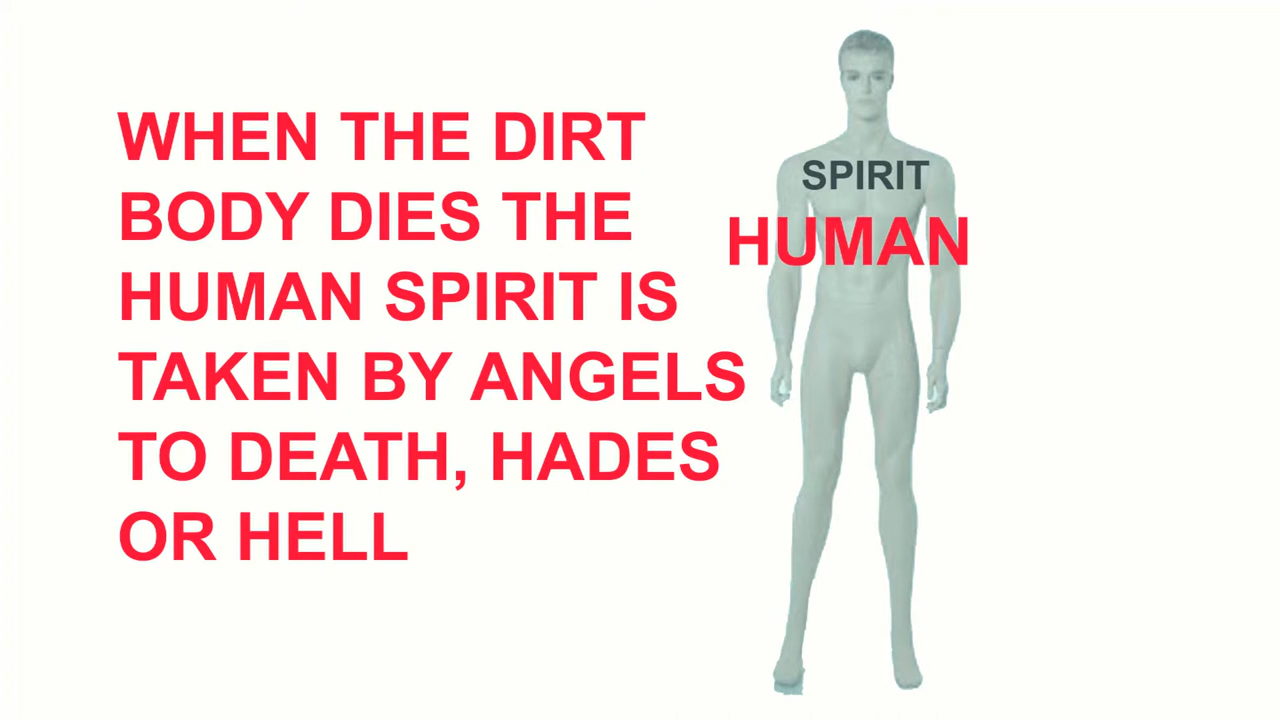 WHEN THE DIRT
BODY DIES THE
HUMAN SPIRIT IS
TAKEN BY ANGELS
TO DEATH, HADES
OR HELL
SPIRIT
HUMAN